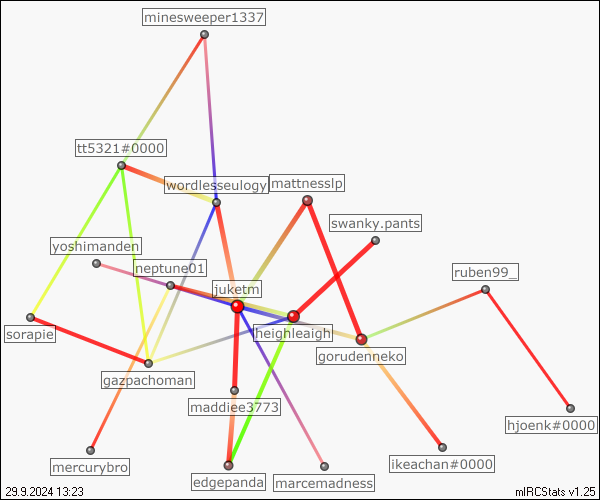 minesweeper1337
tt5321#0000
wordlesseulogy
mattnesslp
swanky.pants
yoshimanden
neptune01
ruben99_
juketm
sorapie
heighleaigh
gorudenneko
gazpachoman
maddiee3773
hjoenk#0000
mercurybro
ikeachan#0000
edgepanda
marcemadness
29.9.2024 13:23
mIRCStats v1.25